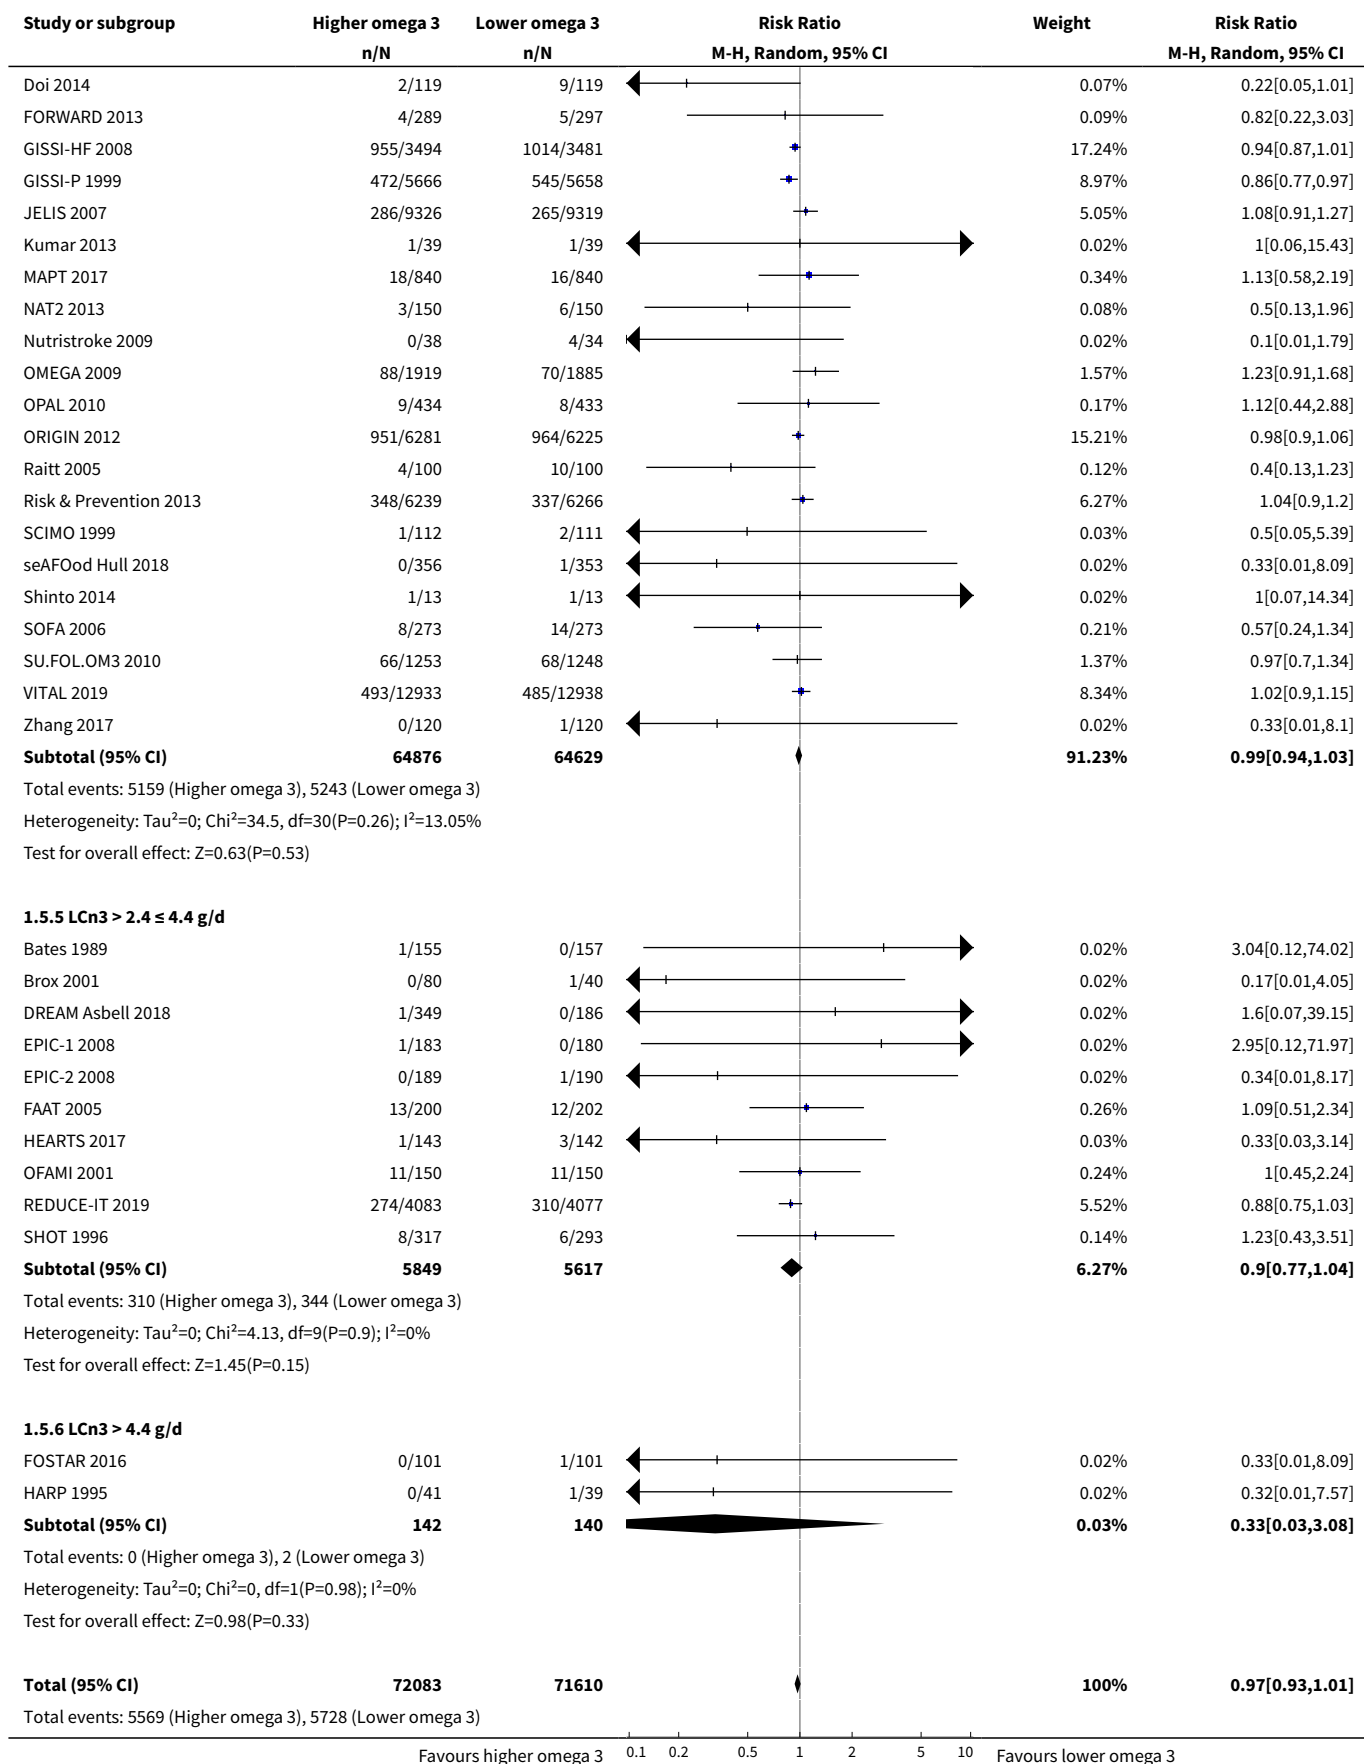 Study or subgroup Higher omega 3 Lower omega 3 Risk Ratio Weight Risk Ratio
n/N n/N M-H, Random, 95% CI M-H, Random, 95% CI
Doi 2014 2/119 9/119 0.07% 0.22[0.05,1.01]
FORWARD 2013 4/289 5/297 0.09% 0.82[0.22,3.03]
GISSI-HF 2008 955/3494 1014/3481 17.24% 0.94[0.87,1.01]
GISSI-P 1999 472/5666 545/5658 8.97% 0.86[0.77,0.97]
JELIS 2007 286/9326 265/9319 5.05% 1.08[0.91,1.27]
Kumar 2013 1/39 1/39 0.02% 1[0.06,15.43]
MAPT 2017 18/840 16/840 0.34% 1.13[0.58,2.19]
NAT2 2013 3/150 6/150 0.08% 0.5[0.13,1.96]
Nutristroke 2009 0/38 4/34 0.02% 0.1[0.01,1.79]
OMEGA 2009 88/1919 70/1885 1.57% 1.23[0.91,1.68]
OPAL 2010 9/434 8/433 0.17% 1.12[0.44,2.88]
ORIGIN 2012 951/6281 964/6225 15.21% 0.98[0.9,1.06]
Raitt 2005 4/100 10/100 0.12% 0.4[0.13,1.23]
Risk & Prevention 2013 348/6239 337/6266 6.27% 1.04[0.9,1.2]
SCIMO 1999 1/112 2/111 0.03% 0.5[0.05,5.39]
seAFOod Hull 2018 0/356 1/353 0.02% 0.33[0.01,8.09]
Shinto 2014 1/13 1/13 0.02% 1[0.07,14.34]
SOFA 2006 8/273 14/273 0.21% 0.57[0.24,1.34]
SU.FOL.OM3 2010 66/1253 68/1248 1.37% 0.97[0.7,1.34]
VITAL 2019 493/12933 485/12938 8.34% 1.02[0.9,1.15]
Zhang 2017 0/120 1/120 0.02% 0.33[0.01,8.1]
Subtotal (95% CI) 64876 64629 91.23% 0.99[0.94,1.03]
Total events: 5159 (Higher omega 3), 5243 (Lower omega 3)
Heterogeneity: Tau²=0; Chi²=34.5, df=30(P=0.26); I²=13.05%
Test for overall effect: Z=0.63(P=0.53)
1.5.5 LCn3 > 2.4 ≤ 4.4 g/d
Bates 1989 1/155 0/157 0.02% 3.04[0.12,74.02]
Brox 2001 0/80 1/40 0.02% 0.17[0.01,4.05]
DREAM Asbell 2018 1/349 0/186 0.02% 1.6[0.07,39.15]
EPIC-1 2008 1/183 0/180 0.02% 2.95[0.12,71.97]
EPIC-2 2008 0/189 1/190 0.02% 0.34[0.01,8.17]
FAAT 2005 13/200 12/202 0.26% 1.09[0.51,2.34]
HEARTS 2017 1/143 3/142 0.03% 0.33[0.03,3.14]
OFAMI 2001 11/150 11/150 0.24% 1[0.45,2.24]
REDUCE-IT 2019 274/4083 310/4077 5.52% 0.88[0.75,1.03]
SHOT 1996 8/317 6/293 0.14% 1.23[0.43,3.51]
Subtotal (95% CI) 5849 5617 6.27% 0.9[0.77,1.04]
Total events: 310 (Higher omega 3), 344 (Lower omega 3)
Heterogeneity: Tau²=0; Chi²=4.13, df=9(P=0.9); I²=0%
Test for overall effect: Z=1.45(P=0.15)
1.5.6 LCn3 > 4.4 g/d
FOSTAR 2016 0/101 1/101 0.02% 0.33[0.01,8.09]
HARP 1995 0/41 1/39 0.02% 0.32[0.01,7.57]
Subtotal (95% CI) 142 140 0.03% 0.33[0.03,3.08]
Total events: 0 (Higher omega 3), 2 (Lower omega 3)
Heterogeneity: Tau²=0; Chi²=0, df=1(P=0.98); I²=0%
Test for overall effect: Z=0.98(P=0.33)
Total (95% CI) 72083 71610 100% 0.97[0.93,1.01]
Total events: 5569 (Higher omega 3), 5728 (Lower omega 3)
Favours higher omega 3 0.1 0.2 0.5 1 2 5 10 Favours lower omega 3